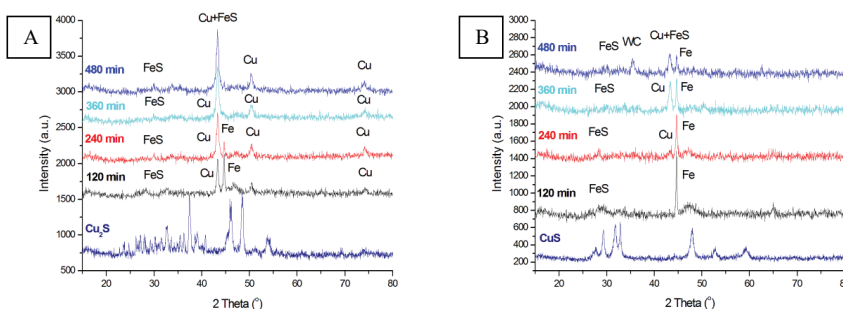 A
Cu+FeS
480 min
FeS
Cu
Cu
360 min
FeS
Cu
Cu
Cu
240 min
FeS
Cu
Fe
Cu
Cu
120 min
FeS
Cu
Fe
Cu
Cu2S
4000
3500
3000
2500
2000
1500
1000
500
20
30
40
50
60
70
80
Intensity (a.u.)
2 Theta (o)
B
Cu+FeS
480 min
FeS
WC
Fe
360 min
FeS
Cu
Fe
240 min
FeS
Cu
Fe
120 min
FeS
Fe
CuS
3000
2800
2600
2400
2200
2000
1800
1600
1400
1200
1000
800
600
400
200
20
30
40
50
60
70
80
Intensity (a.u.)
2 Theta (o)